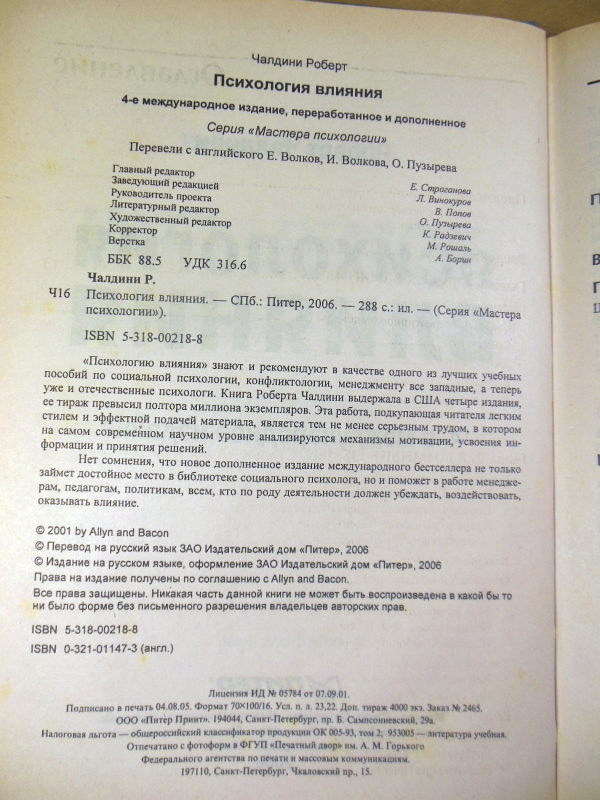 Чалдини Роберт
Психология влияния
4-е международное издание, переработанное и дополненное
Серия «Мастера психологии»
Перевели с английского Е. Волков, И. Волкова, О. Пузырева
Главный редактор Е. Строганова
Заведующий редакцией Л. Винокуров
Руководитель проекта В. Попов
Литературный редактор О. Пузырева
Художественный редактор К. Радзевич
Корректор М. Рошаль
Верстка А. Борин
ББК 88.5 УДК 316.6
Чалдини Р.
Ч16 Психология влияния. — СПб.: Питер, 2006. — 288 с.: ил. — (Серия «Мастера
психологии»).
ISBN 5-318-00218-8
«Психологию влияния» знают и рекомендуют в качестве одного из лучших учебных
пособий по социальной психологии, конфликтологии, менеджменту все западные, а теперь
уже и отечественные психологи. Книга Роберта Чалдини выдержала в США четыре издания,
ее тираж превысил полтора миллиона экземпляров. Эта работа, подкупающая читателя легким
стилем и эффектной подачей материала, является тем не менее серьезным трудом, в котором
на самом современном научном уровне анализируются механизмы мотивации, усвоения ин-
формации и принятия решений.
Нет сомнения, что новое дополненное издание международного бестселлера не только
займет достойное место в библиотеке социального психолога, но и поможет в работе менедже-
рам, педагогам, политикам, всем, кто по роду деятельности должен убеждать, воздействовать,
оказывать влияние.
© 2001 by Allyn and Bacon
© Перевод на русский язык ЗАО Издательский дом «Питер», 2006
© Издание на русском языке, оформление ЗАО Издательский дом «Питер», 2006
Права на издание получены по соглашению с Allyn and Bacon.
Все права защищены. Никакая часть данной книги не может быть воспроизведена в какой бы то
ни было форме без письменного разрешения владельцев авторских прав.
ISBN 5-318-00218-8
ISBN 0-321-01147-3 (англ.)
Лицензия ИД № 05784 от 07.09.01.
Подписано в печать 04.08.05. Формат 70×100/16. Усл. п. л. 23,22. Доп. тираж 4000 экз. Заказ № 2465.
ООО «Питер Принт». 194044, Санкт-Петербург, пр. Б. Сампсониевский, 29а.
Налоговая льгота — общероссийский классификатор продукции ОК 005-93, том 2; 953005 — литература учебная.
Отпечатано с фотоформ в ФГУП «Печатный двор» им. А. М. Горького
Федерального агентства по печати и массовым коммуникациям.
197110, Санкт-Петербург, Чкаловский пр., 15.